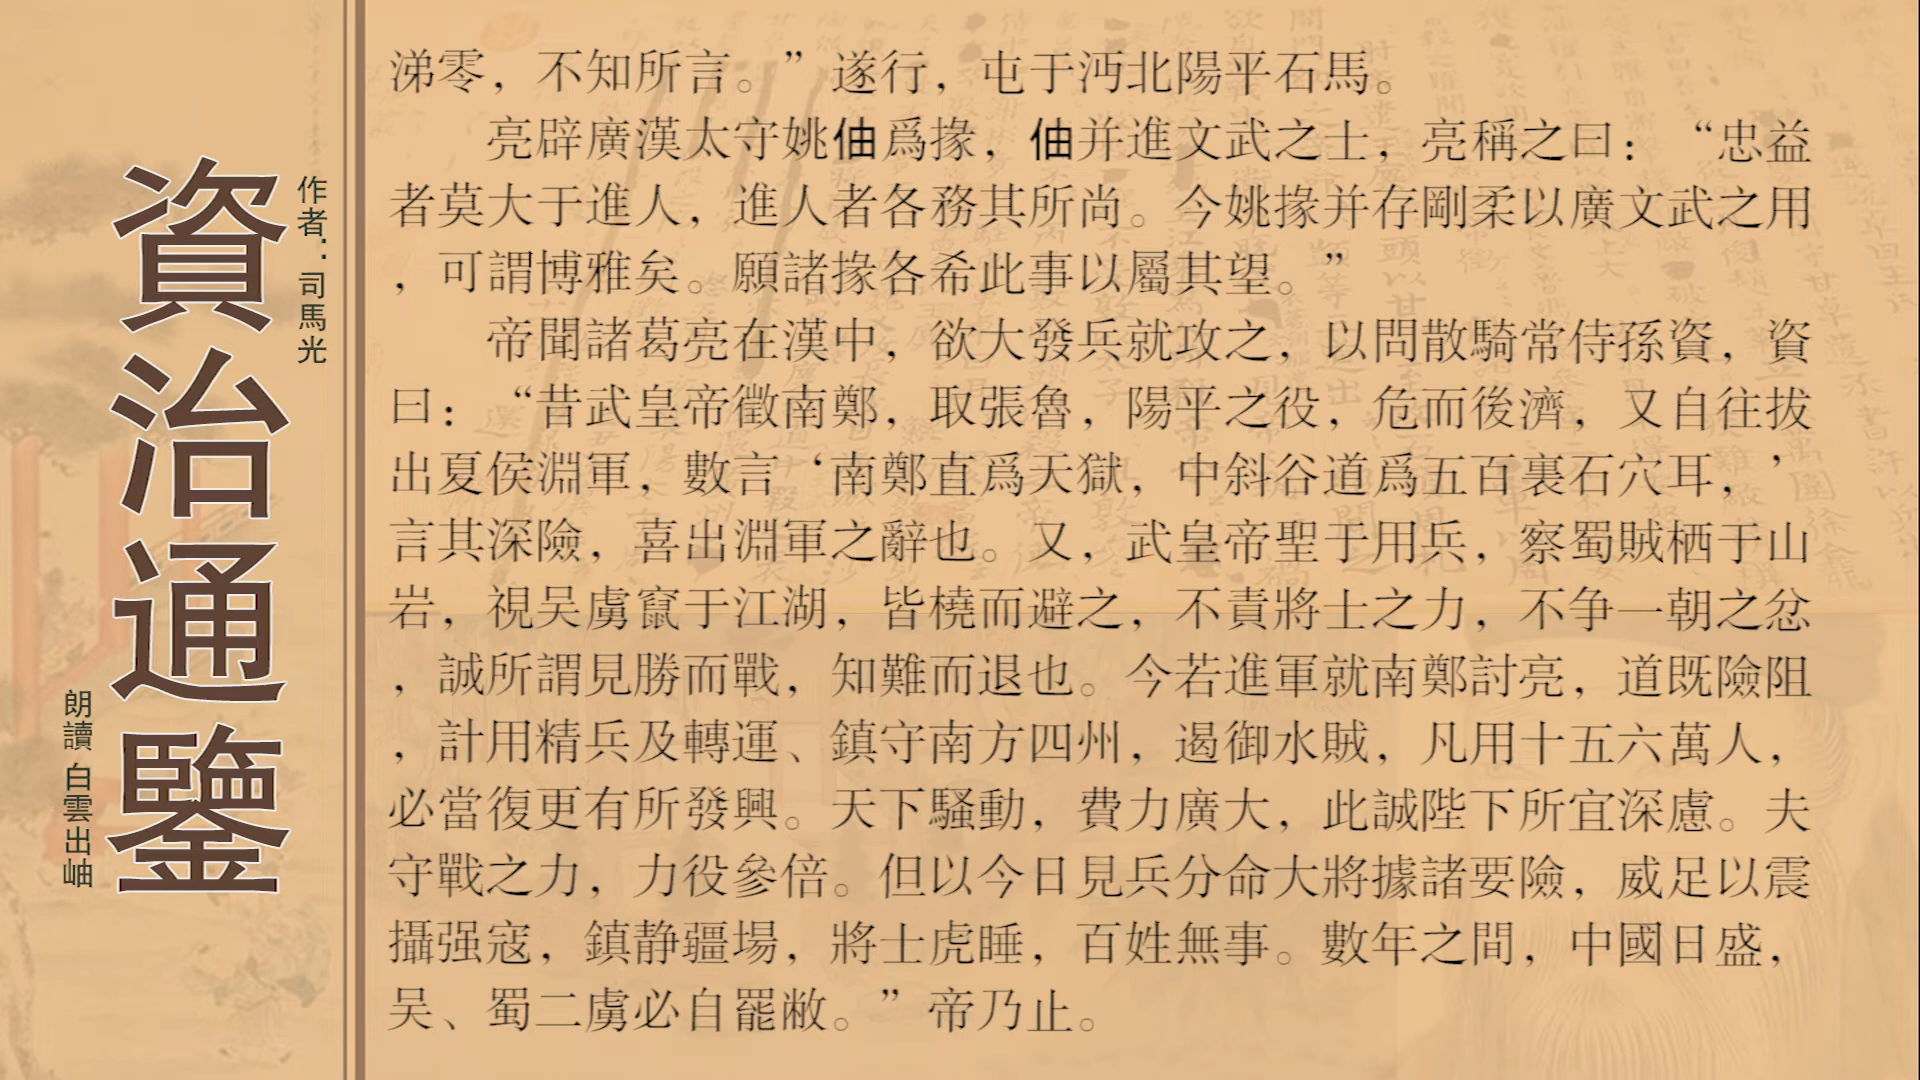 資治通鑒
作者：司馬光
朗讀 白雲出岫
涕零，不知所言。”遂行，屯于沔北陽平石馬。
亮辟廣漢太守姚伷爲掾，伷并進文武之士，亮稱之曰：“忠益
者莫大于進人，進人者各務其所尚。今姚掾并存剛柔以廣文武之用
，可謂博雅矣。願諸掾各希此事以屬其望。”
帝聞諸葛亮在漢中，欲大發兵就攻之，以問散騎常侍孫資，資
曰：“昔武皇帝徵南鄭，取張魯，陽平之役，危而後濟，又自往拔
出夏侯淵軍，數言‘南鄭直爲天獄，中斜谷道爲五百裏石穴耳，’
言其深險，喜出淵軍之辭也。又，武皇帝聖于用兵，察蜀賊栖于山
岩，視吴虜竄于江湖，皆橈而避之，不責將士之力，不争一朝之忿
，誠所謂見勝而戰，知難而退也。今若進軍就南鄭討亮，道既險阻
，計用精兵及轉運、鎮守南方四州，遏御水賊，凡用十五六萬人，
必當復更有所發興。天下騷動，費力廣大，此誠陛下所宜深慮。夫
守戰之力，力役參倍。但以今日見兵分命大將據諸要險，威足以震
攝强寇，鎮静疆場，將士虎睡，百姓無事。數年之間，中國日盛，
吴、蜀二虜必自罷敝。”帝乃止。